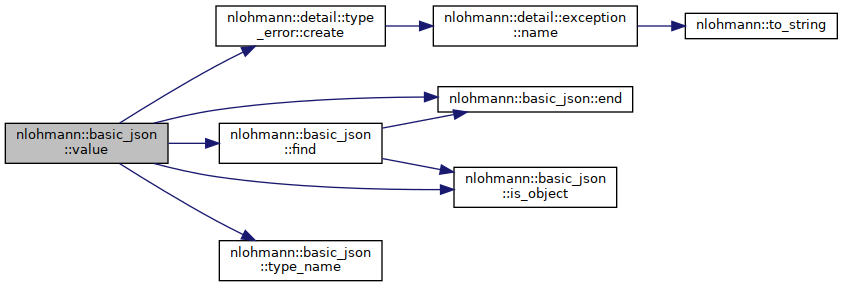 nlohmann::basic_json
::value
nlohmann::detail::type
_error::create
nlohmann::detail::exception
::name
nlohmann::to_string
nlohmann::basic_json::end
nlohmann::basic_json
::find
nlohmann::basic_json
::is_object
nlohmann::basic_json
::type_name